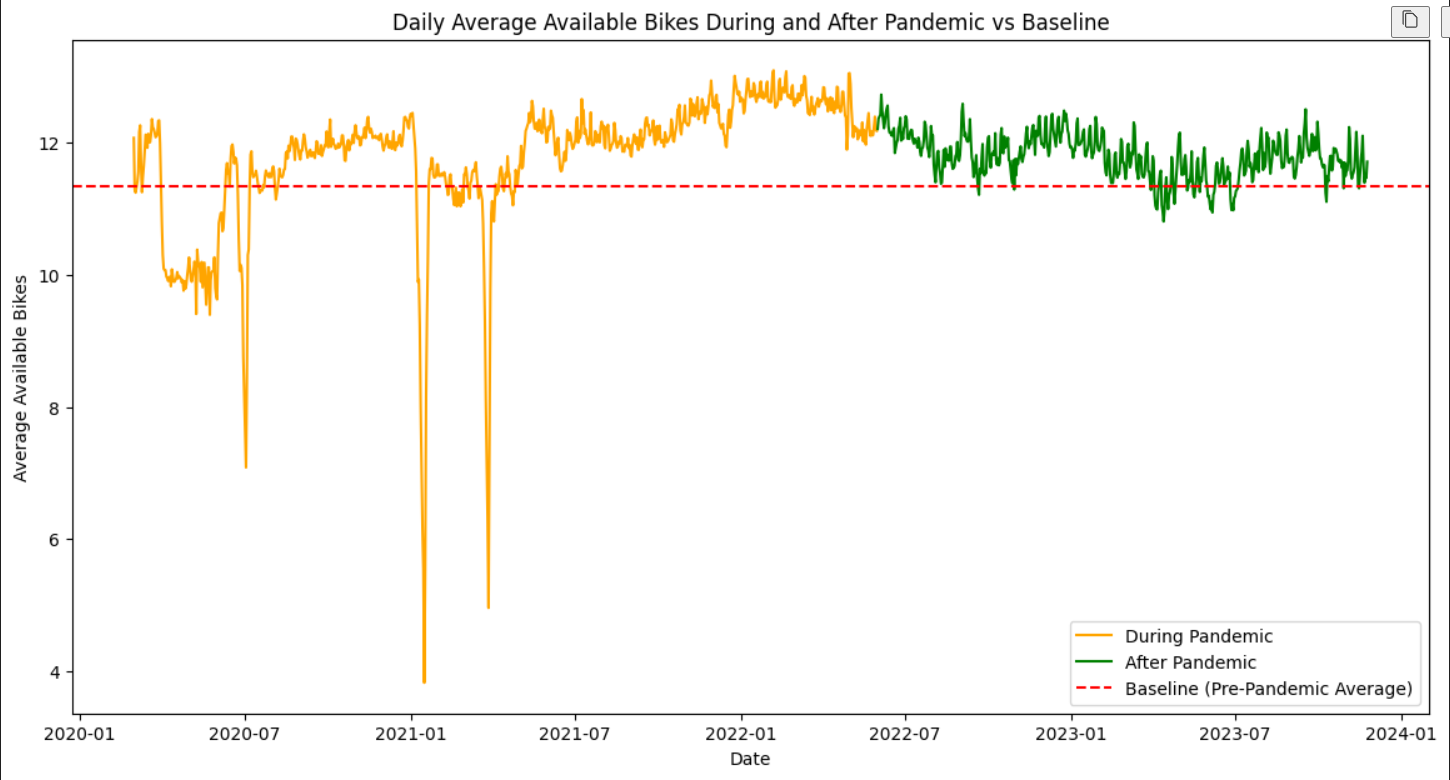 Daily Average Available Bikes During and After Pandemic vs Baseline
Average Available Bikes
12
10
8
6
4
2020-01 2020-07 2021-01 2021-07 2022-01 2022-07 2023-01 2023-07 2024-01
Date
During Pandemic
After Pandemic
Baseline (Pre-Pandemic Average)